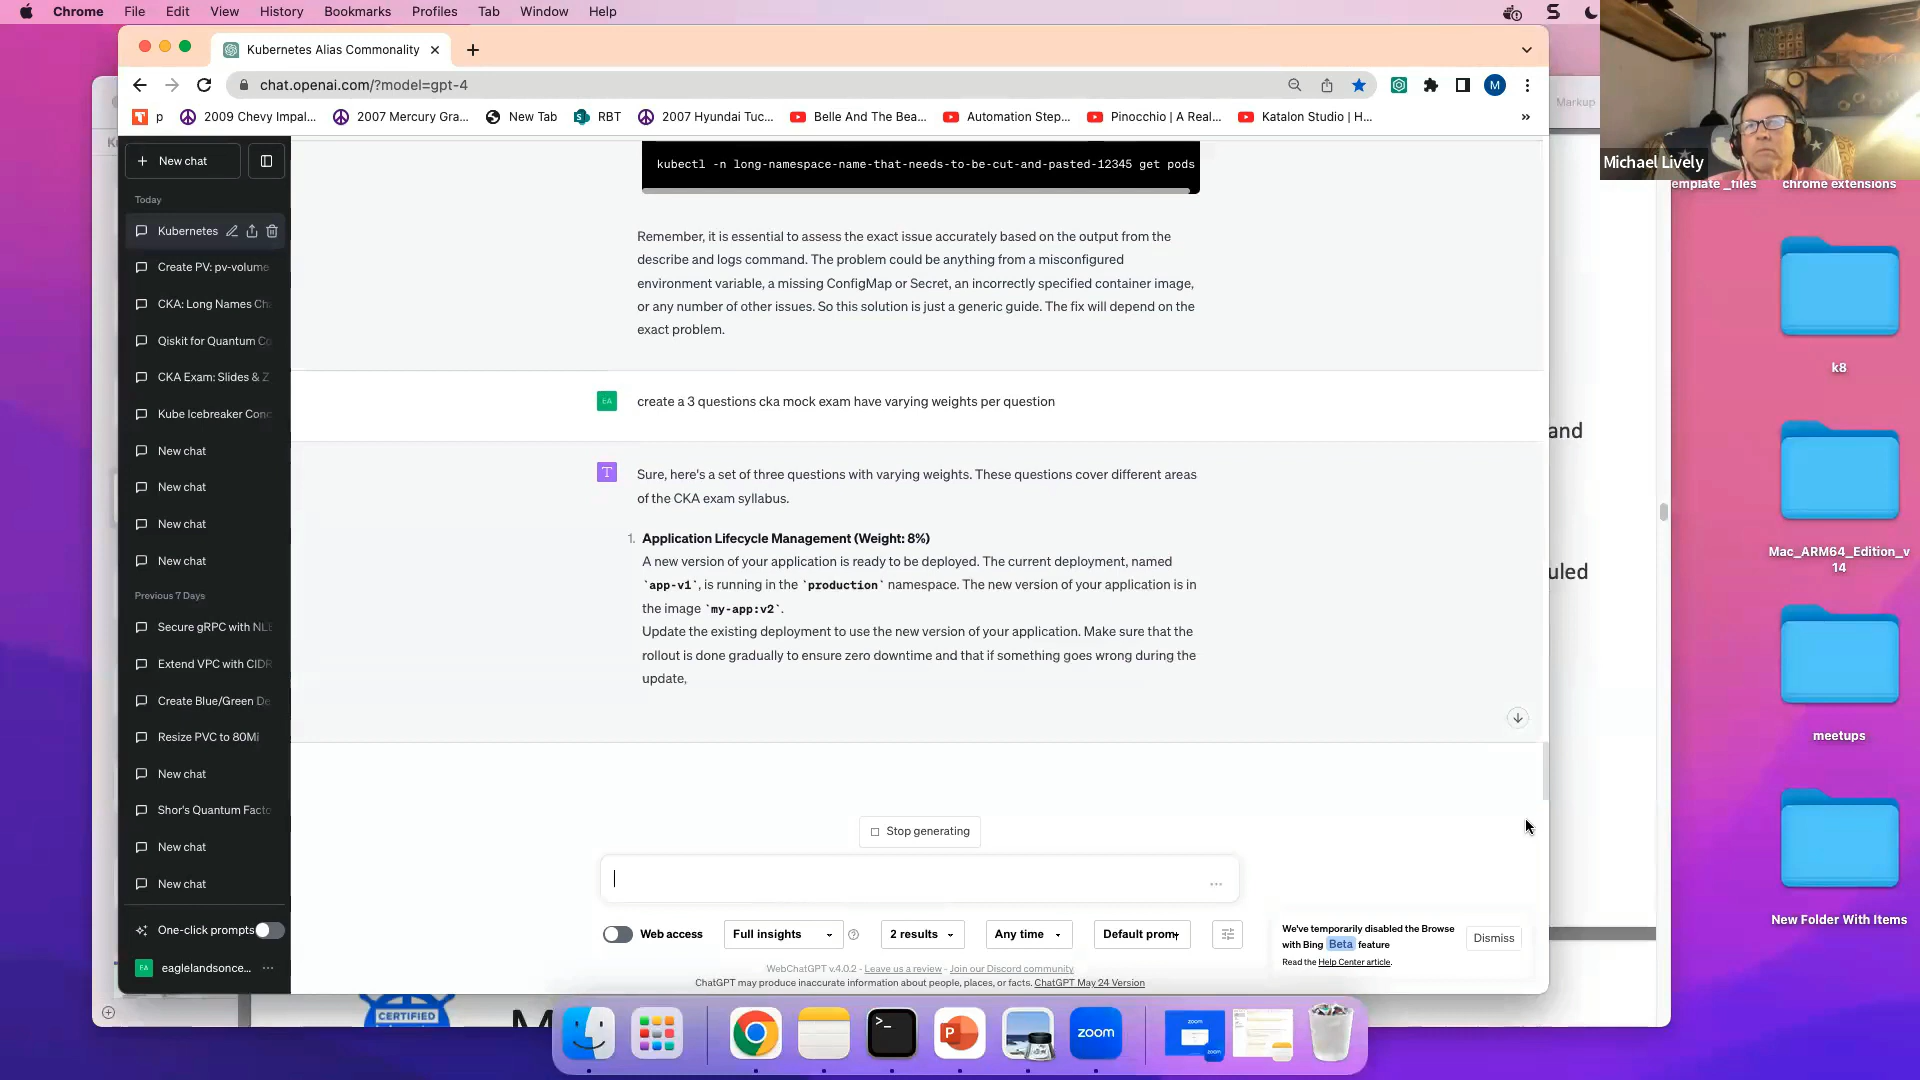 Chrome File Edit View History Bookmarks Profiles Tab Window Help
Kubernetes Alias Commonality
chat.openai.com/?model=gpt-4
M
p 2009 Chevy Impal... 2007 Mercury Gra... New Tab RBT 2007 Hyundai Tuc... Belle And The Bea... Automation Step... Pinocchio | A Real... Katalon Studio | H... »
Markup
Michael Lively
emplate _files
chrome extensions
k8
Mac_ARM64_Edition_v
14
meetups
New Folder With Items
New chat
Today
Kubernetes
Create PV: pv-volume
CKA: Long Names Ch
Qiskit for Quantum Co
CKA Exam: Slides & Z
Kube Icebreaker Conc
New chat
New chat
New chat
New chat
Previous 7 Days
Secure gRPC with NLB
Extend VPC with CIDR
Create Blue/Green De
Resize PVC to 80Mi
New chat
Shor's Quantum Facto
New chat
New chat
One-click prompts
EA eaglelandsonce...
kubectl -n long-namespace-name-that-needs-to-be-cut-and-pasted-12345 get pods
Remember, it is essential to assess the exact issue accurately based on the output from the
describe and logs command. The problem could be anything from a misconfigured
environment variable, a missing ConfigMap or Secret, an incorrectly specified container image,
or any number of other issues. So this solution is just a generic guide. The fix will depend on the
exact problem.
EA create a 3 questions cka mock exam have varying weights per question
T Sure, here's a set of three questions with varying weights. These questions cover different areas
of the CKA exam syllabus.
1. Application Lifecycle Management (Weight: 8%)
A new version of your application is ready to be deployed. The current deployment, named
`app-v1`, is running in the `production` namespace. The new version of your application is in
the image `my-app:v2`.
Update the existing deployment to use the new version of your application. Make sure that the
rollout is done gradually to ensure zero downtime and that if something goes wrong during the
update,
Stop generating
...
Web access Full insights 2 results Any time Default prom
We've temporarily disabled the Browse
with Bing Beta feature
Read the Help Center article.
Dismiss
WebChatGPT v.4.0.2 - Leave us a review - Join our Discord community
ChatGPT may produce inaccurate information about people, places, or facts. ChatGPT May 24 Version
and
uled
CERTIFIED
zoom
zoom